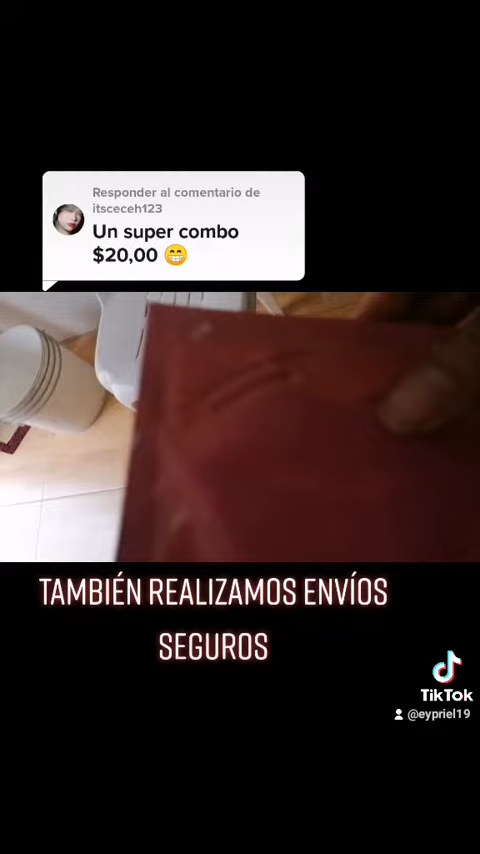 Responder al comentario de
itsceceh123
Un super combo
$20,00 😁
TAMBIÉN REALIZAMOS ENVÍOS
SEGUROS
TikTok
@eypriel19